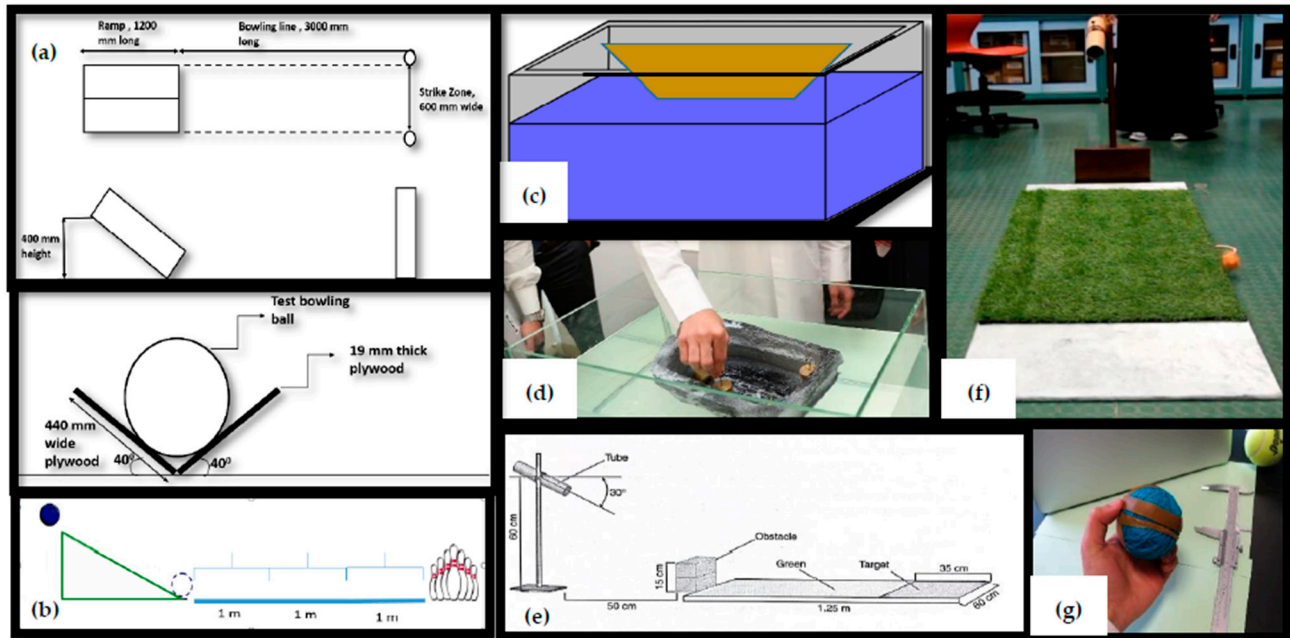 (a)
Ramp , 1200
mm long
Bowling line , 3000 mm
long
Strike Zone,
600 mm wide
400 mm
height
Test bowling
ball
19 mm thick
plywood
440 mm
wide
plywood
40⁰
40⁰
(b)
1 m
1 m
1 m
(c)
(d)
(e)
Tube
30°
60 cm
Obstacle
15 cm
Green
Target
35 cm
50 cm
1.25 m
60 cm
(f)
(g)